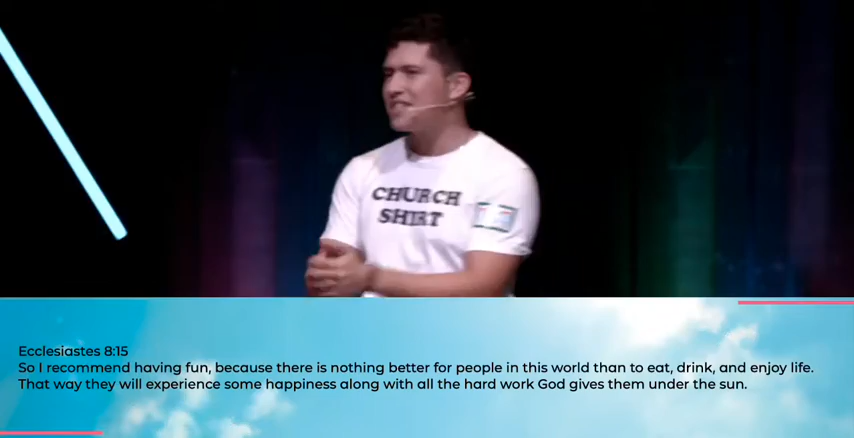 CHURCH
SHIRT
Ecclesiastes 8:15
So I recommend having fun, because there is nothing better for people in this world than to eat, drink, and enjoy life.
That way they will experience some happiness along with all the hard work God gives them under the sun.